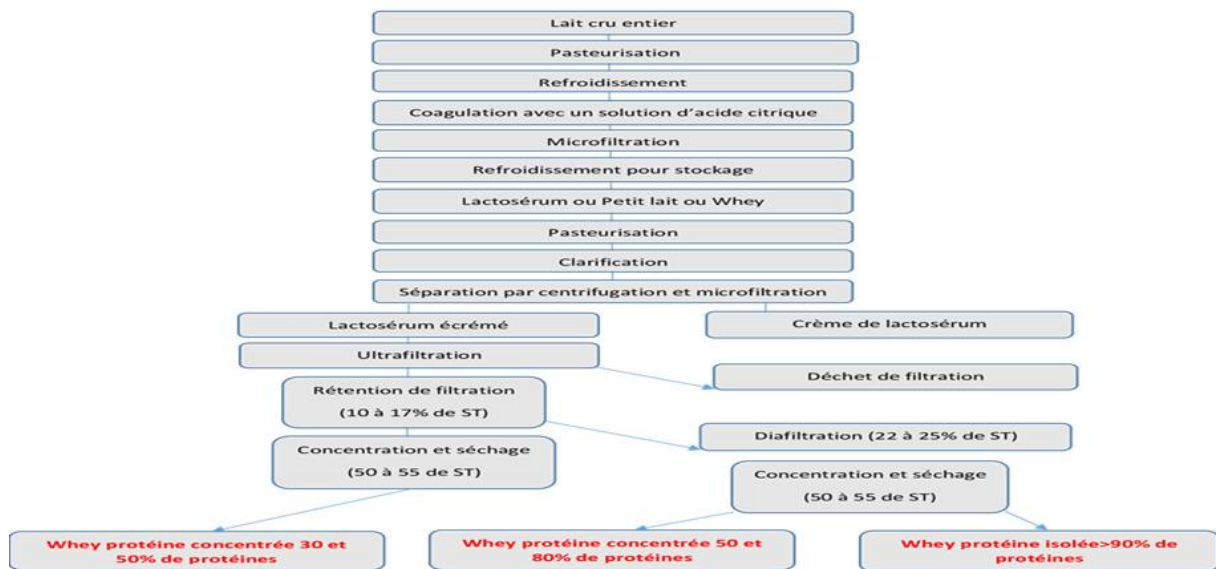 Lait cru entier
Pasteurisation
Refroidissement
Coagulation avec un solution d'acide citrique
Microfiltration
Refroidissement pour stockage
Lactosérum ou Petit lait ou Whey
Pasteurisation
Clarification
Séparation par centrifugation et microfiltration
Lactosérum écrémé
Crème de lactosérum
Ultrafiltration
Déchet de filtration
Rétention de filtration
(10 à 17% de ST)
Diafiltration (22 à 25% de ST)
Concentration et séchage
(50 à 55 de ST)
Concentration et séchage
(50 à 55 de ST)
Whey protéine concentrée 30 et
50% de protéines
Whey protéine concentrée 50 et
80% de protéines
Whey protéine isolée>90% de
protéines